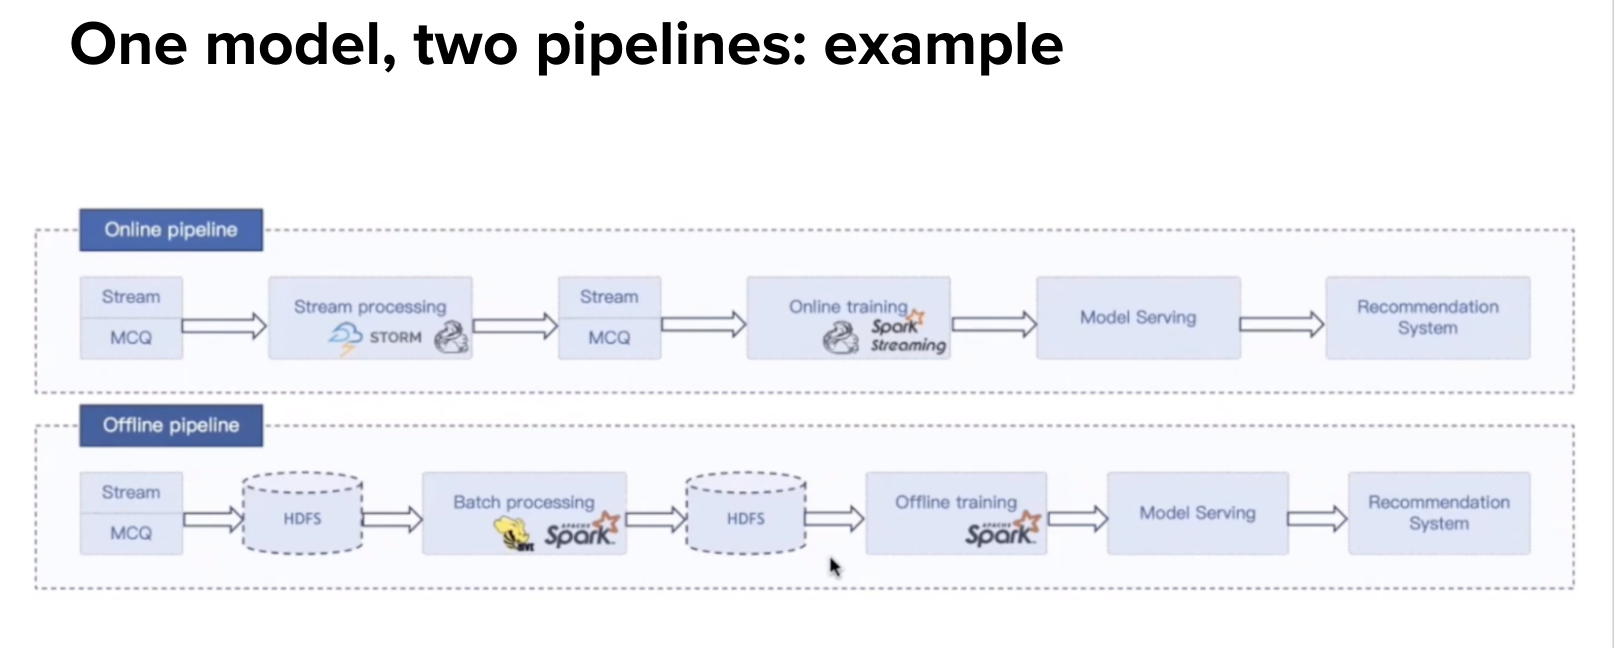 One model, two pipelines: example
Online pipeline
Stream
MCQ
Stream processing
STORM
Stream
MCQ
Online training
Spark
Streaming
Model Serving
Recommendation
System
Offline pipeline
Stream
MCQ
HDFS
Batch processing
HIVE
APACHE
Spark
HDFS
Offline training
APACHE
Spark
Model Serving
Recommendation
System